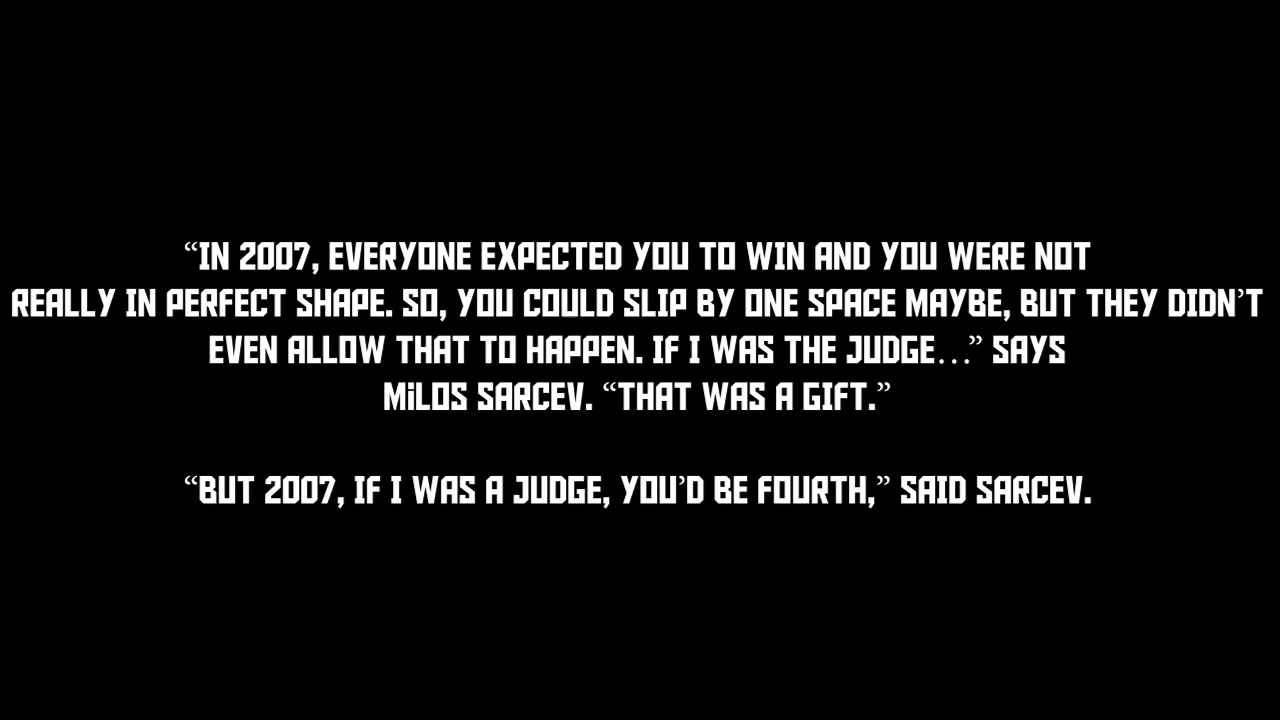 “IN 2007, EVERYONE EXPECTED YOU TO WIN AND YOU WERE NOT
REALLY IN PERFECT SHAPE. SO, YOU COULD SLIP BY ONE SPACE MAYBE, BUT THEY DIDN’T
EVEN ALLOW THAT TO HAPPEN. IF I WAS THE JUDGE…” SAYS
MiLOS SARCEV. “THAT WAS A GIFT.”
“BUT 2007, IF I WAS A JUDGE, YOU’D BE FOURTH,” SAID SARCEV.